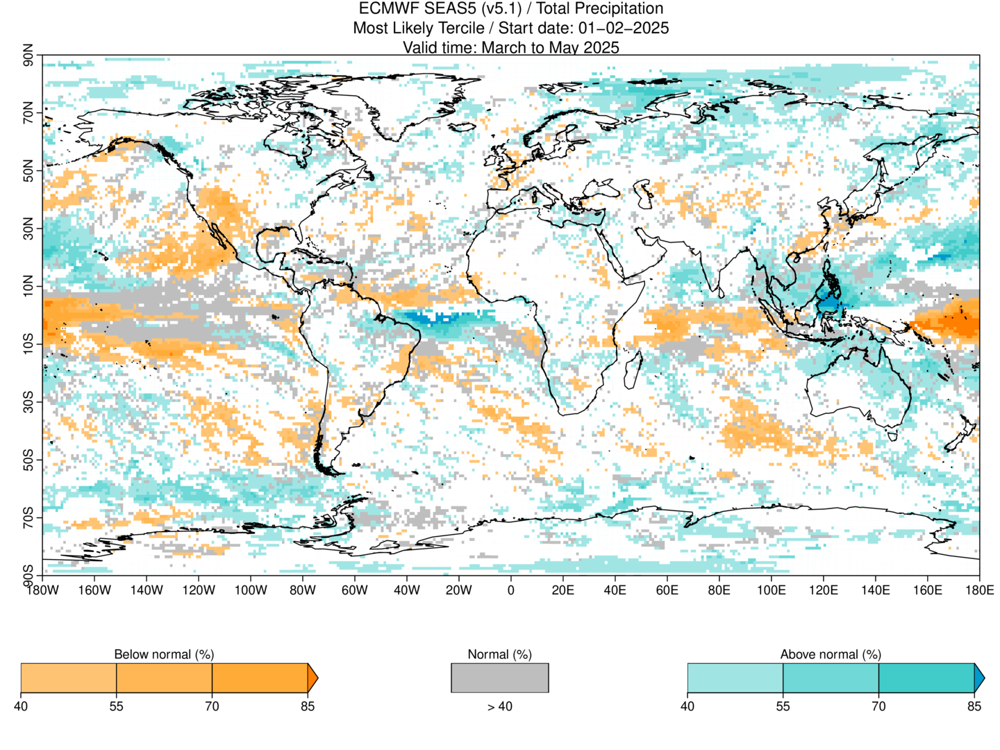 ECMWF SEAS5 (v5.1) / Total Precipitation
Most Likely Tercile / Start date: 01−02−2025
Valid time: March to May 2025
90N
70N
50N
30N
10N
10S
30S
50S
70S
90S
180W 160W 140W 120W 100W 80W 60W 40W 20W 0 20E 40E 60E 80E 100E 120E 140E 160E 180E
Below normal (%) Normal (%) Above normal (%)
40 55 70 85 > 40 40 55 70 85